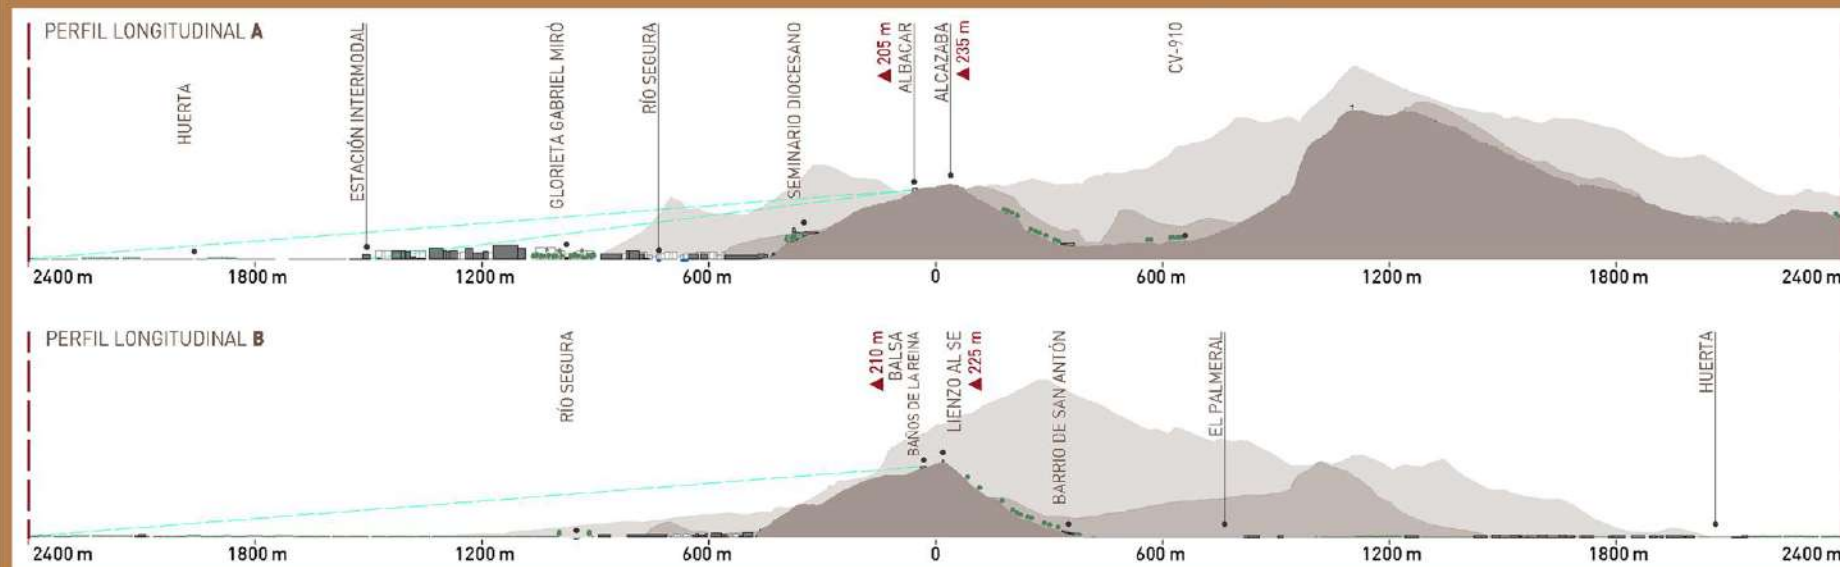 PERFIL LONGITUDINAL A
HUERTA
ESTACIÓN INTERMODAL
GLORIETA GABRIEL MIRÓ
RÍO SEGURA
SEMINARIO DIOCESANO
▲ 205 m
ALBACAR
ALCAZABA
▲ 235 m
CV-910
2400 m 1800 m 1200 m 600 m 0 600 m 1200 m 1800 m 2400 m
PERFIL LONGITUDINAL B
RÍO SEGURA
▲ 210 m
BALSA
BAÑOS DE LA REINA
LIENZO AL SE
▲ 225 m
BARRIO DE SAN ANTÓN
EL PALMERAL
HUERTA
2400 m 1800 m 1200 m 600 m 0 600 m 1200 m 1800 m 2400 m